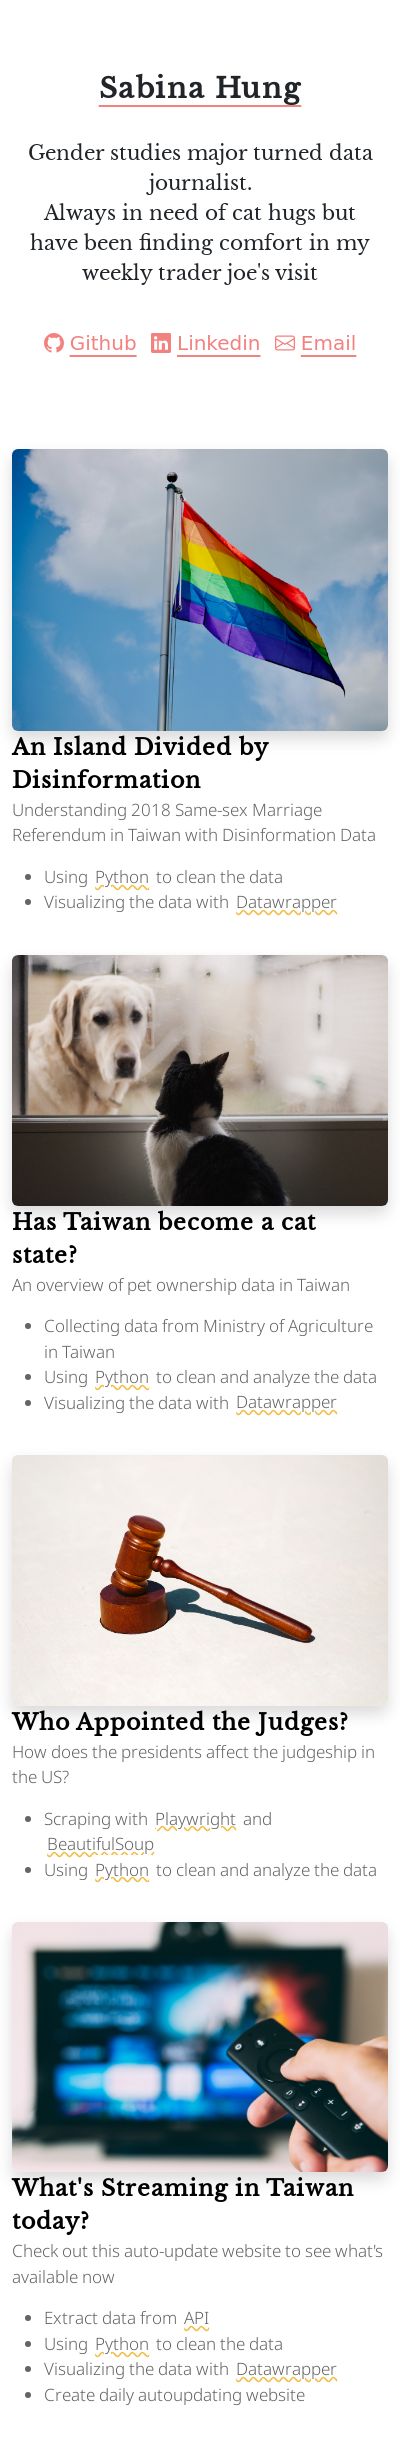 Sabina Hung
Gender studies major turned data
journalist.
Always in need of cat hugs but
have been finding comfort in my
weekly trader joe's visit
Github Linkedin Email
An Island Divided by
Disinformation
Understanding 2018 Same-sex Marriage
Referendum in Taiwan with Disinformation Data
Using Python to clean the data
Visualizing the data with Datawrapper
Has Taiwan become a cat
state?
An overview of pet ownership data in Taiwan
Collecting data from Ministry of Agriculture
in Taiwan
Using Python to clean and analyze the data
Visualizing the data with Datawrapper
Who Appointed the Judges?
How does the presidents affect the judgeship in
the US?
Scraping with Playwright and
BeautifulSoup
Using Python to clean and analyze the data
What's Streaming in Taiwan
today?
Check out this auto-update website to see what's
available now
Extract data from API
Using Python to clean the data
Visualizing the data with Datawrapper
Create daily autoupdating website